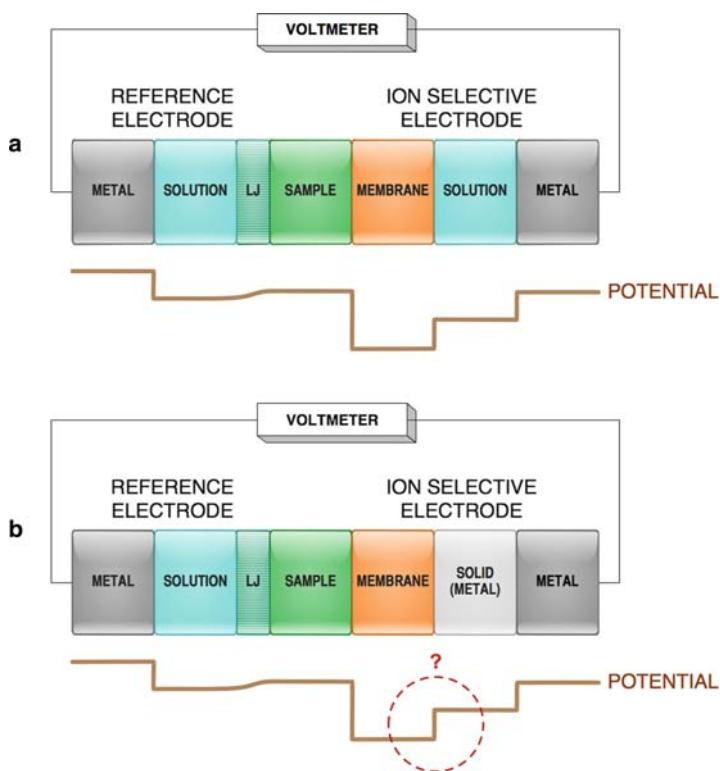 VOLTMETER
REFERENCE
ELECTRODE
ION SELECTIVE
ELECTRODE
a
METAL
SOLUTION
LJ
SAMPLE
MEMBRANE
SOLUTION
METAL
POTENTIAL
VOLTMETER
REFERENCE
ELECTRODE
ION SELECTIVE
ELECTRODE
b
METAL
SOLUTION
LJ
SAMPLE
MEMBRANE
SOLID
(METAL)
METAL
?
POTENTIAL